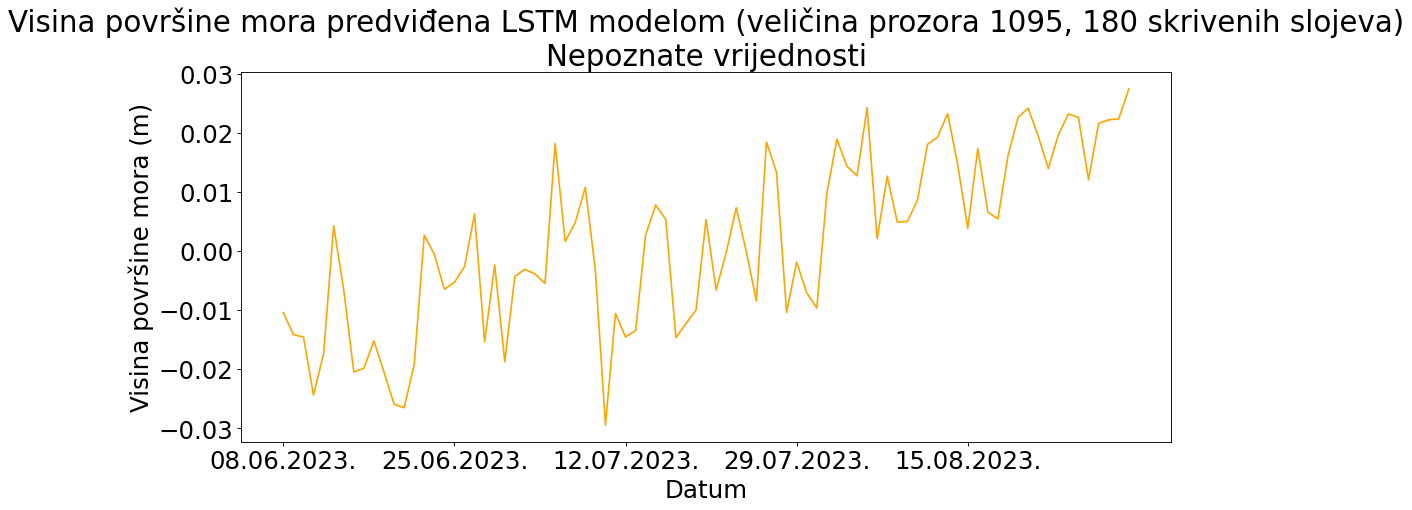 Visina površine mora predviđena LSTM modelom (veličina prozora 1095, 180 skrivenih slojeva)
Nepoznate vrijednosti
0.03
0.02
0.01
0.00
−0.01
−0.02
−0.03
Visina površine mora (m)
08.06.2023. 25.06.2023. 12.07.2023. 29.07.2023. 15.08.2023.
Datum